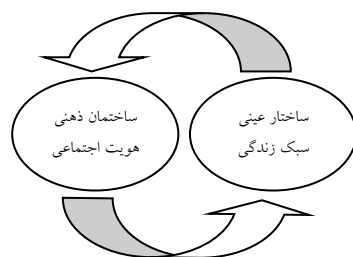 ساختار عینی
سبک زندگی
ساختمان ذهنی
هویت اجتماعی